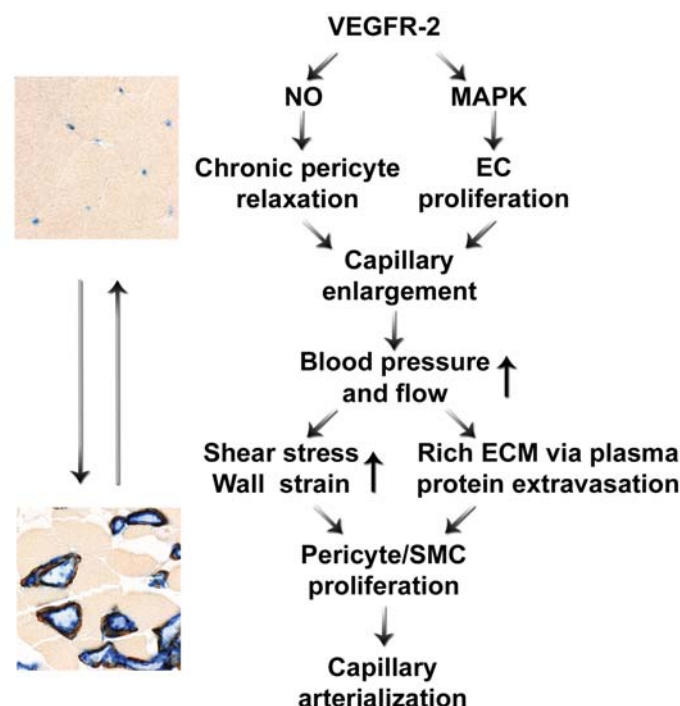 VEGFR-2
NO
MAPK
Chronic pericyte
relaxation
EC
proliferation
Capillary
enlargement
Blood pressure
and flow
Shear stress
Wall strain
Rich ECM via plasma
protein extravasation
Pericyte/SMC
proliferation
Capillary
arterialization